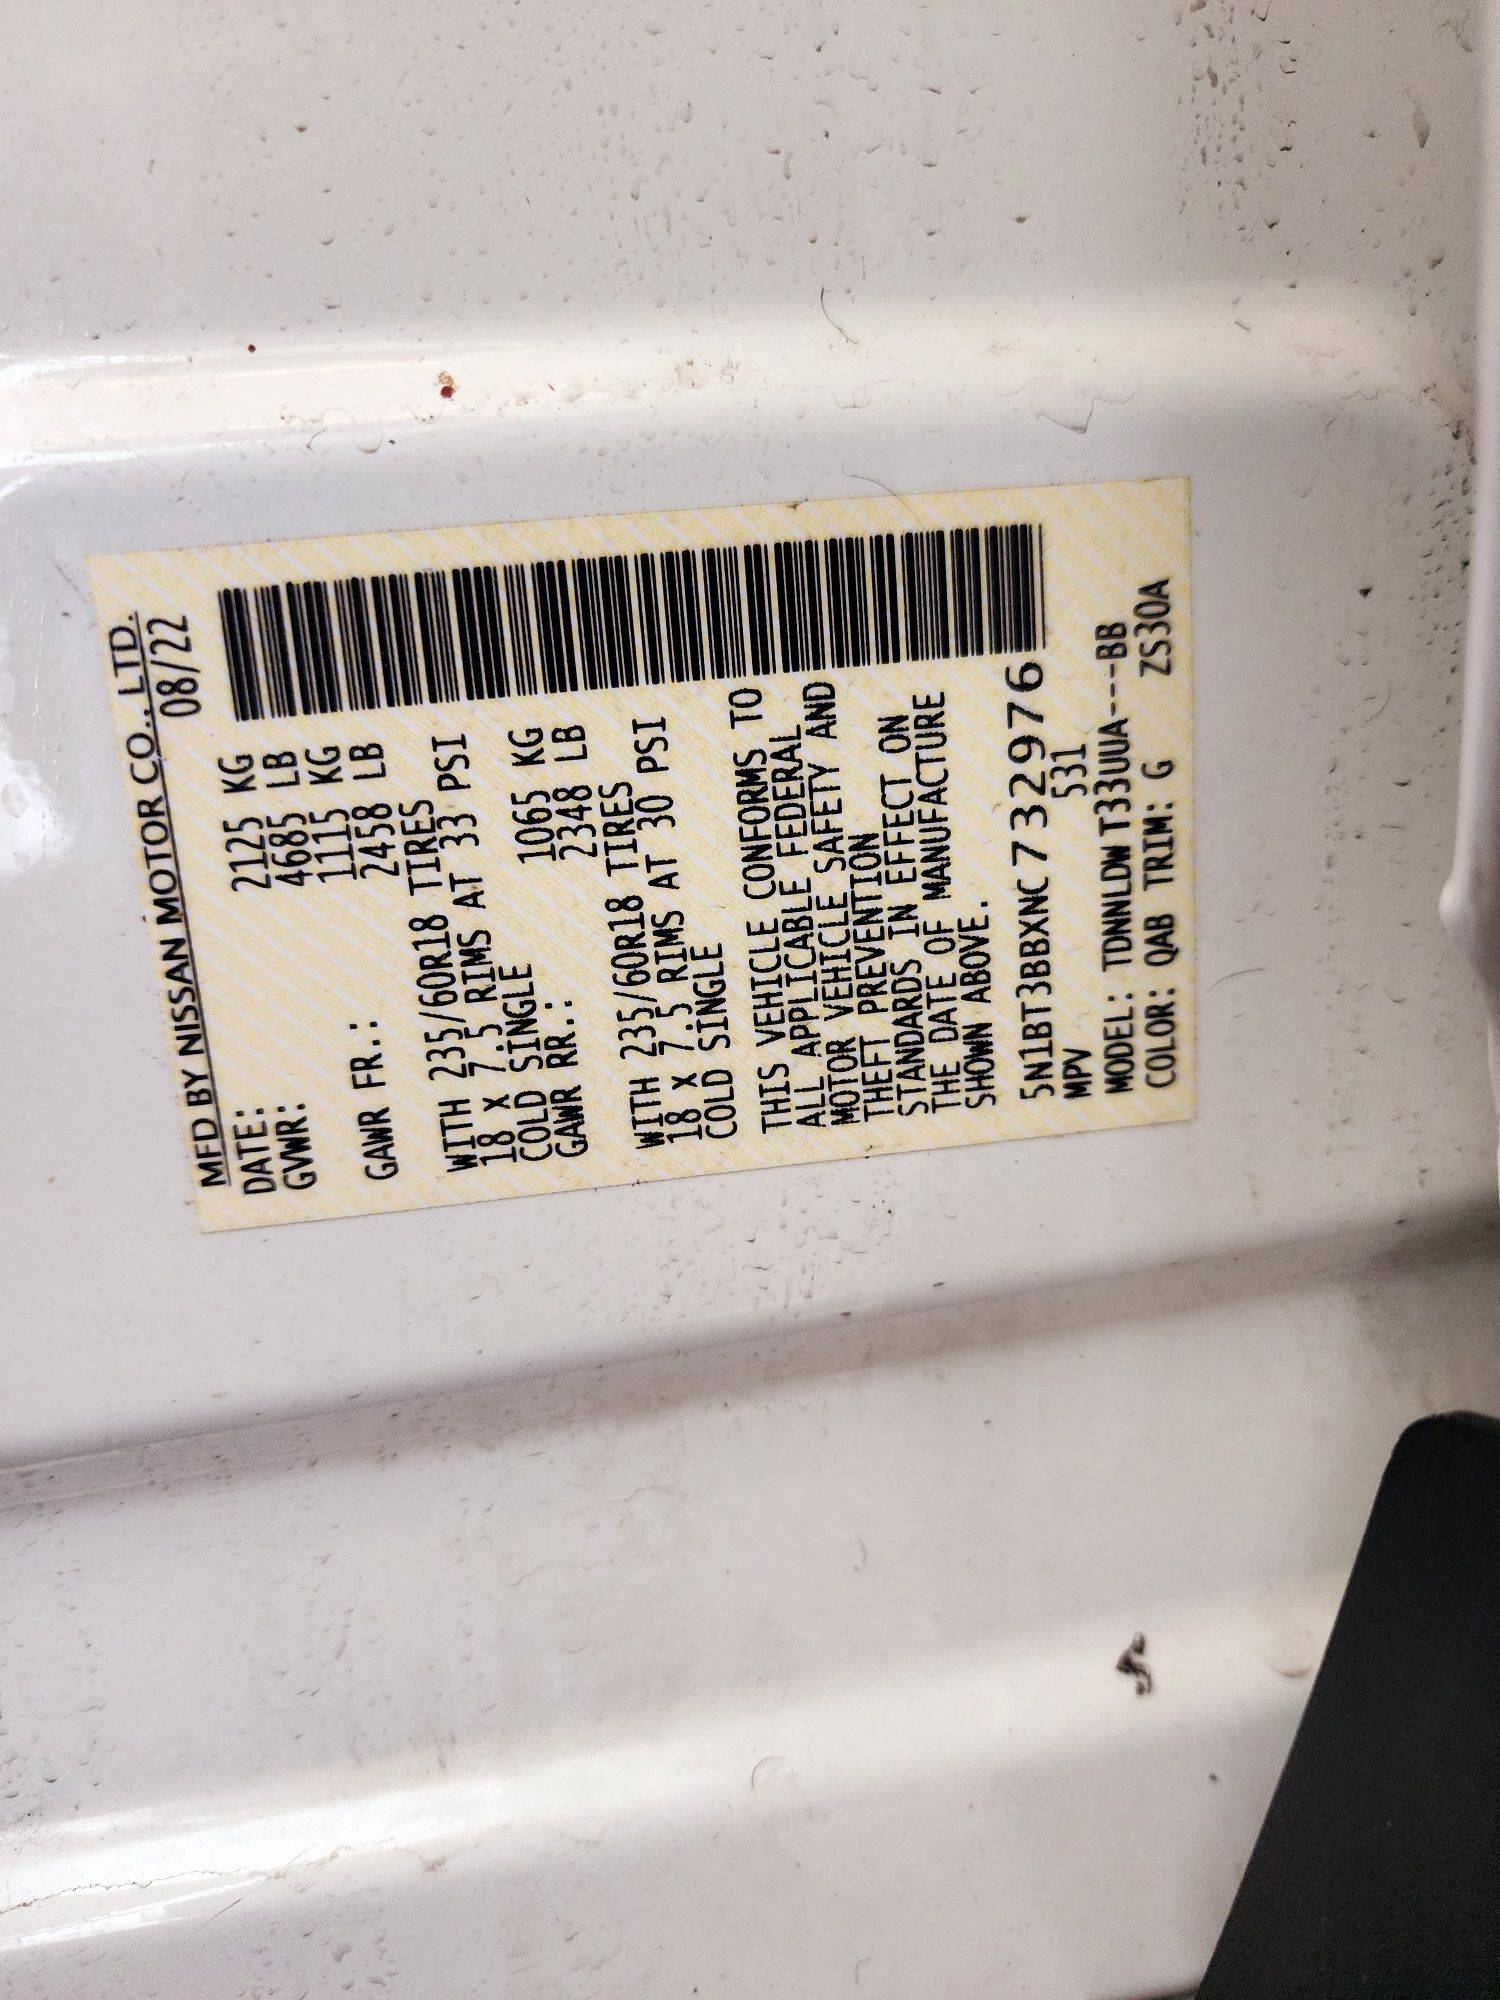 MFD BY NISSAN MOTOR CO., LTD.
DATE: 08/22
GVWR: 2125 KG
4685 LB
GAWR FR.: 1115 KG
2458 LB
WITH 235/60R18 TIRES
18 X 7.5 RIMS AT 33 PSI
COLD SINGLE
GAWR RR.: 1065 KG
2348 LB
WITH 235/60R18 TIRES
18 X 7.5 RIMS AT 30 PSI
COLD SINGLE
THIS VEHICLE CONFORMS TO
ALL APPLICABLE FEDERAL
MOTOR VEHICLE SAFETY AND
THEFT PREVENTION
STANDARDS IN EFFECT ON
THE DATE OF MANUFACTURE
SHOWN ABOVE.
5N1BT3BBXNC732976
MPV 531
MODEL: TDNNLDW T33UUA---BB
COLOR: QAB TRIM: G ZS30A